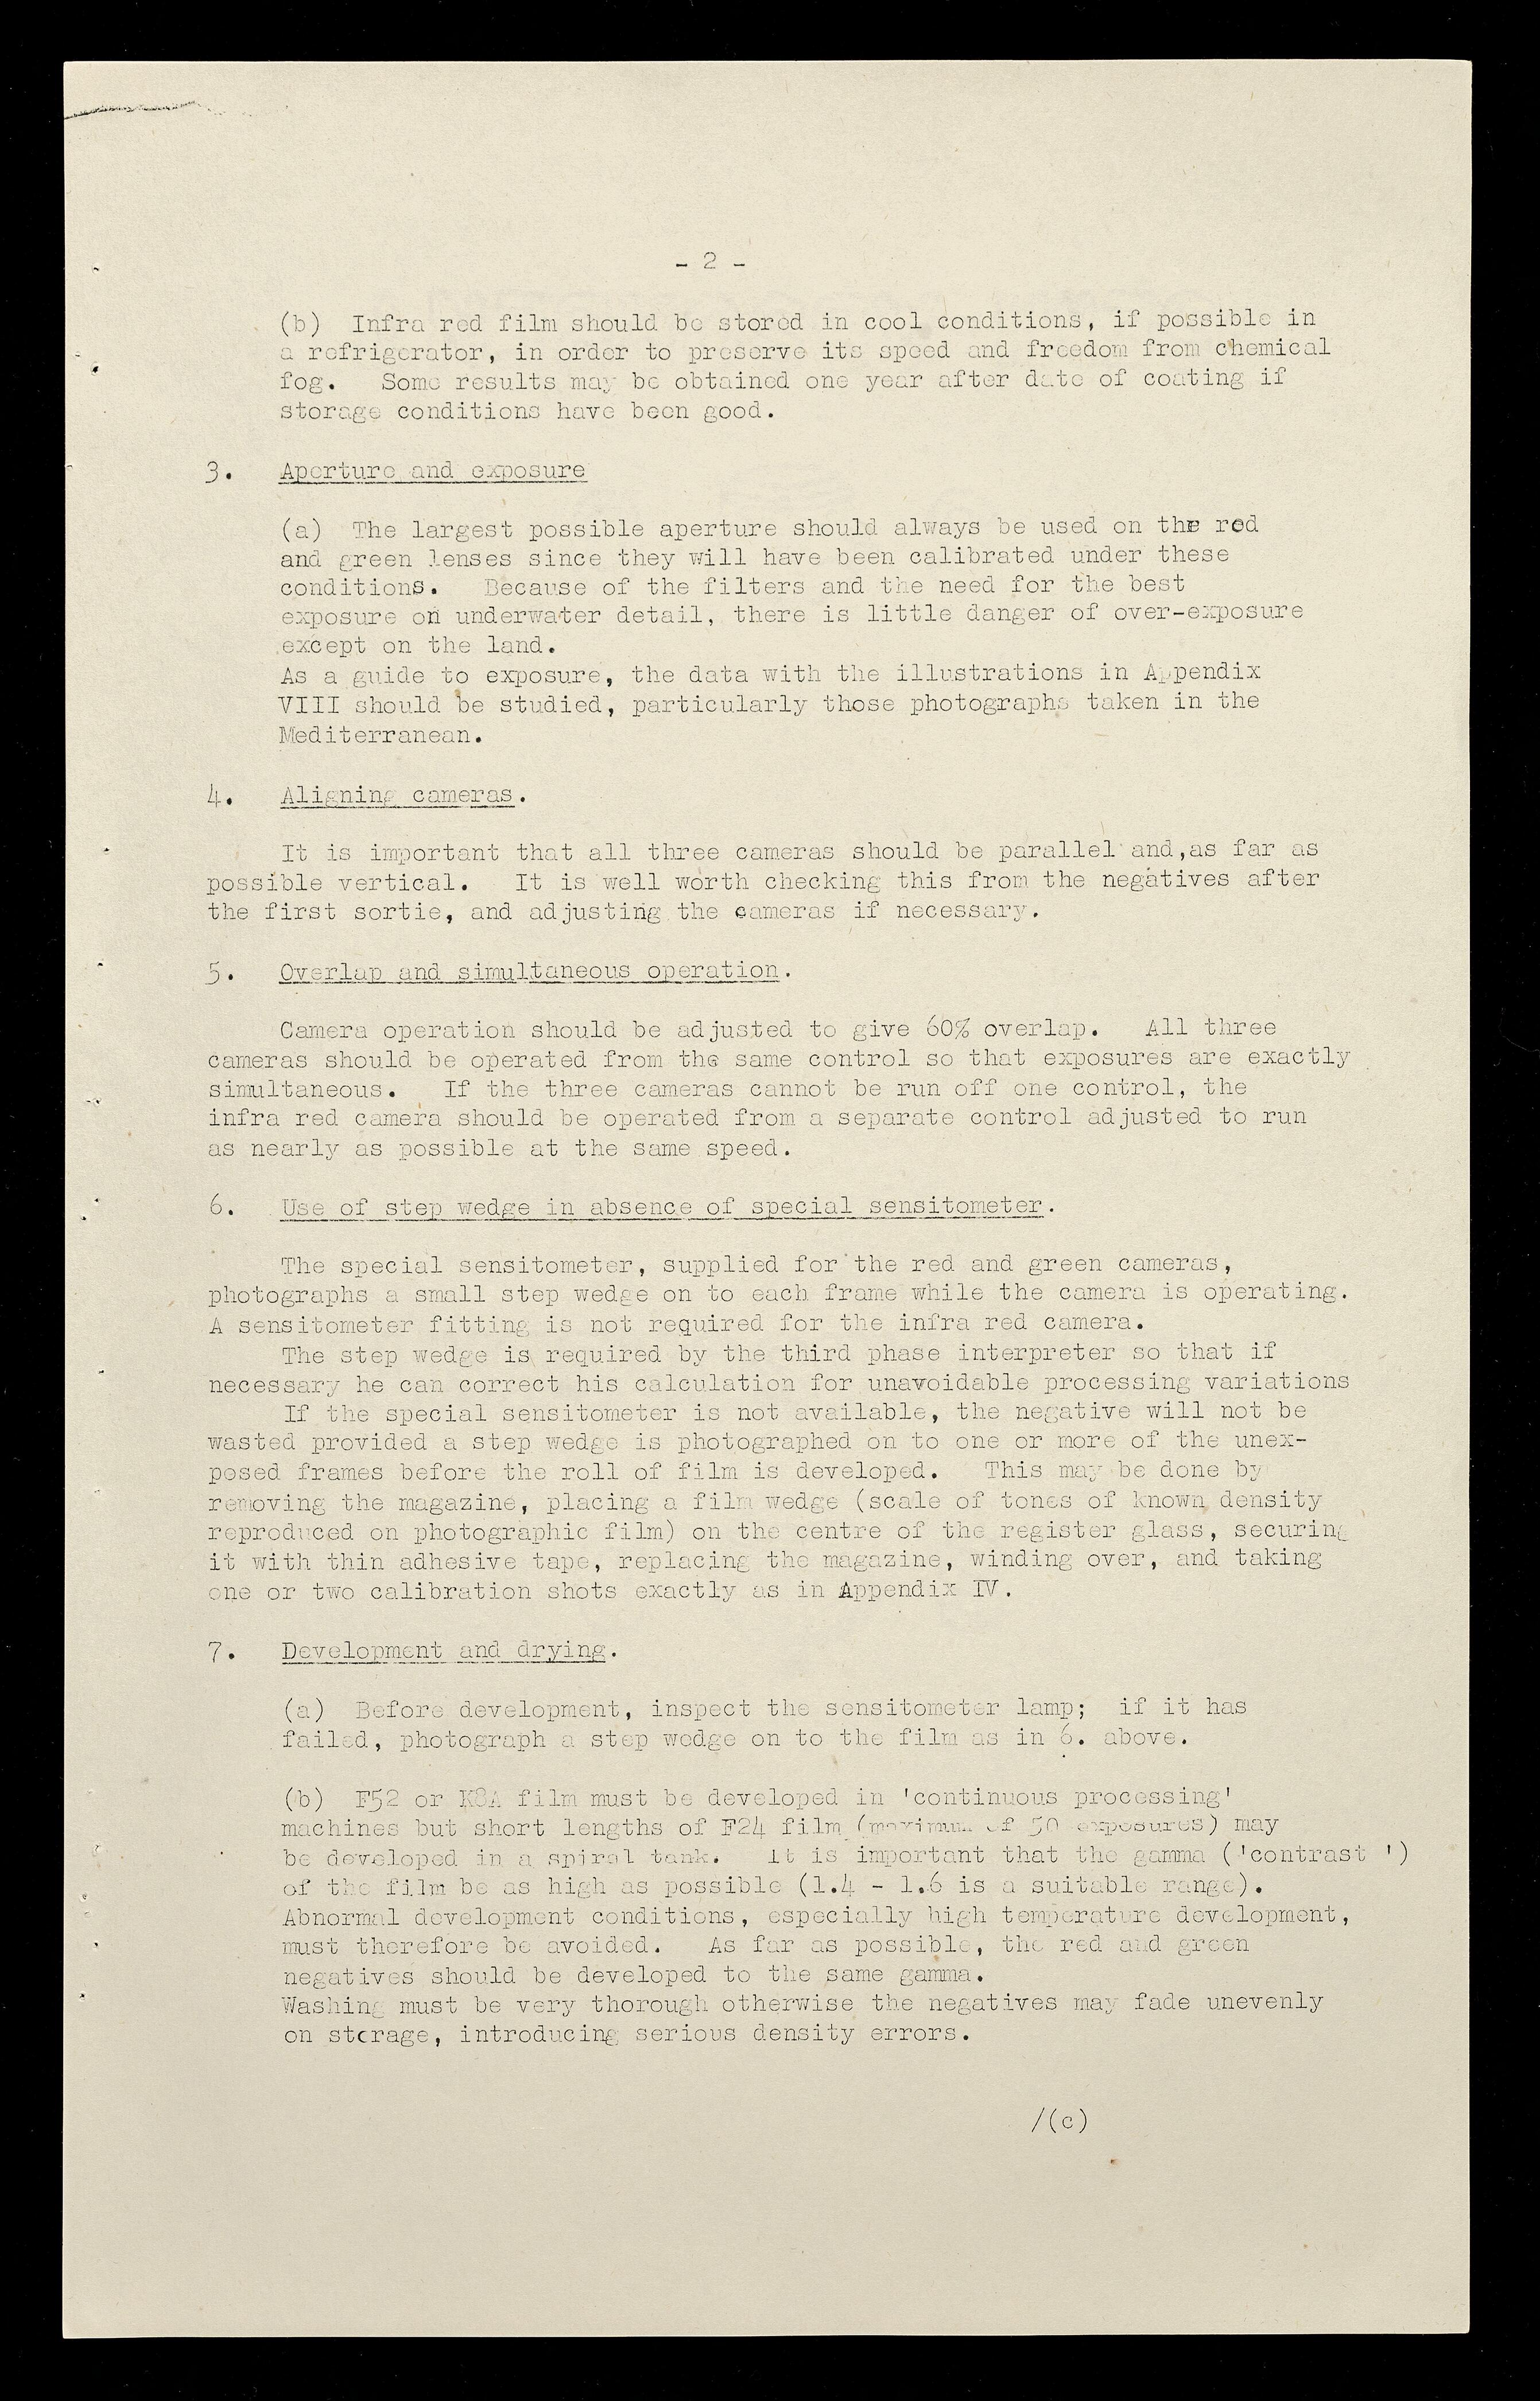 - 2 -
(b) Infra red film should be stored in cool conditions, if possible in
a refrigerator, in order to preserve its speed and freedom from chemical
fog. Some results may be obtained one year after date of coating if
storage conditions have been good.
3. Aperture and exposure
(a) The largest possible aperture should always be used on the red
and green lenses since they will have been calibrated under these
conditions. Because of the filters and the need for the best
exposure on underwater detail, there is little danger of over-exposure
except on the land.
As a guide to exposure, the data with the illustrations in Appendix
VIII should be studied, particularly those photographs taken in the
Mediterranean.
4. Aligning cameras.
It is important that all three cameras should be parallel and,as far as
possible vertical. It is well worth checking this from the negatives after
the first sortie, and adjusting the cameras if necessary.
5. Overlap and simultaneous operation.
Camera operation should be adjusted to give 60% overlap. All three
cameras should be operated from the same control so that exposures are exactly
simultaneous. If the three cameras cannot be run off one control, the
infra red camera should be operated from a separate control adjusted to run
as nearly as possible at the same speed.
6. Use of step wedge in absence of special sensitometer.
The special sensitometer, supplied for the red and green cameras,
photographs a small step wedge on to each frame while the camera is operating.
A sensitometer fitting is not required for the infra red camera.
The step wedge is required by the third phase interpreter so that if
necessary he can correct his calculation for unavoidable processing variations
If the special sensitometer is not available, the negative will not be
wasted provided a step wedge is photographed on to one or more of the unex-
posed frames before the roll of film is developed. This may be done by
removing the magazine, placing a film wedge (scale of tones of known density
reproduced on photographic film) on the centre of the register glass, securing
it with thin adhesive tape, replacing the magazine, winding over, and taking
one or two calibration shots exactly as in Appendix IV.
7. Development and drying.
(a) Before development, inspect the sensitometer lamp; if it has
failed, photograph a step wedge on to the film as in 6. above.
(b) F52 or K8A film must be developed in 'continuous processing'
machines but short lengths of F24 film (maximum of 50 exposures) may
be developed in a spiral tank. It is important that the gamma ('contrast ')
of the film be as high as possible (1.4 - 1.6 is a suitable range).
Abnormal development conditions, especially high temperature development,
must therefore be avoided. As far as possible, the red and green
negatives should be developed to the same gamma.
Washing must be very thorough otherwise the negatives may fade unevenly
on storage, introducing serious density errors.
/(c)